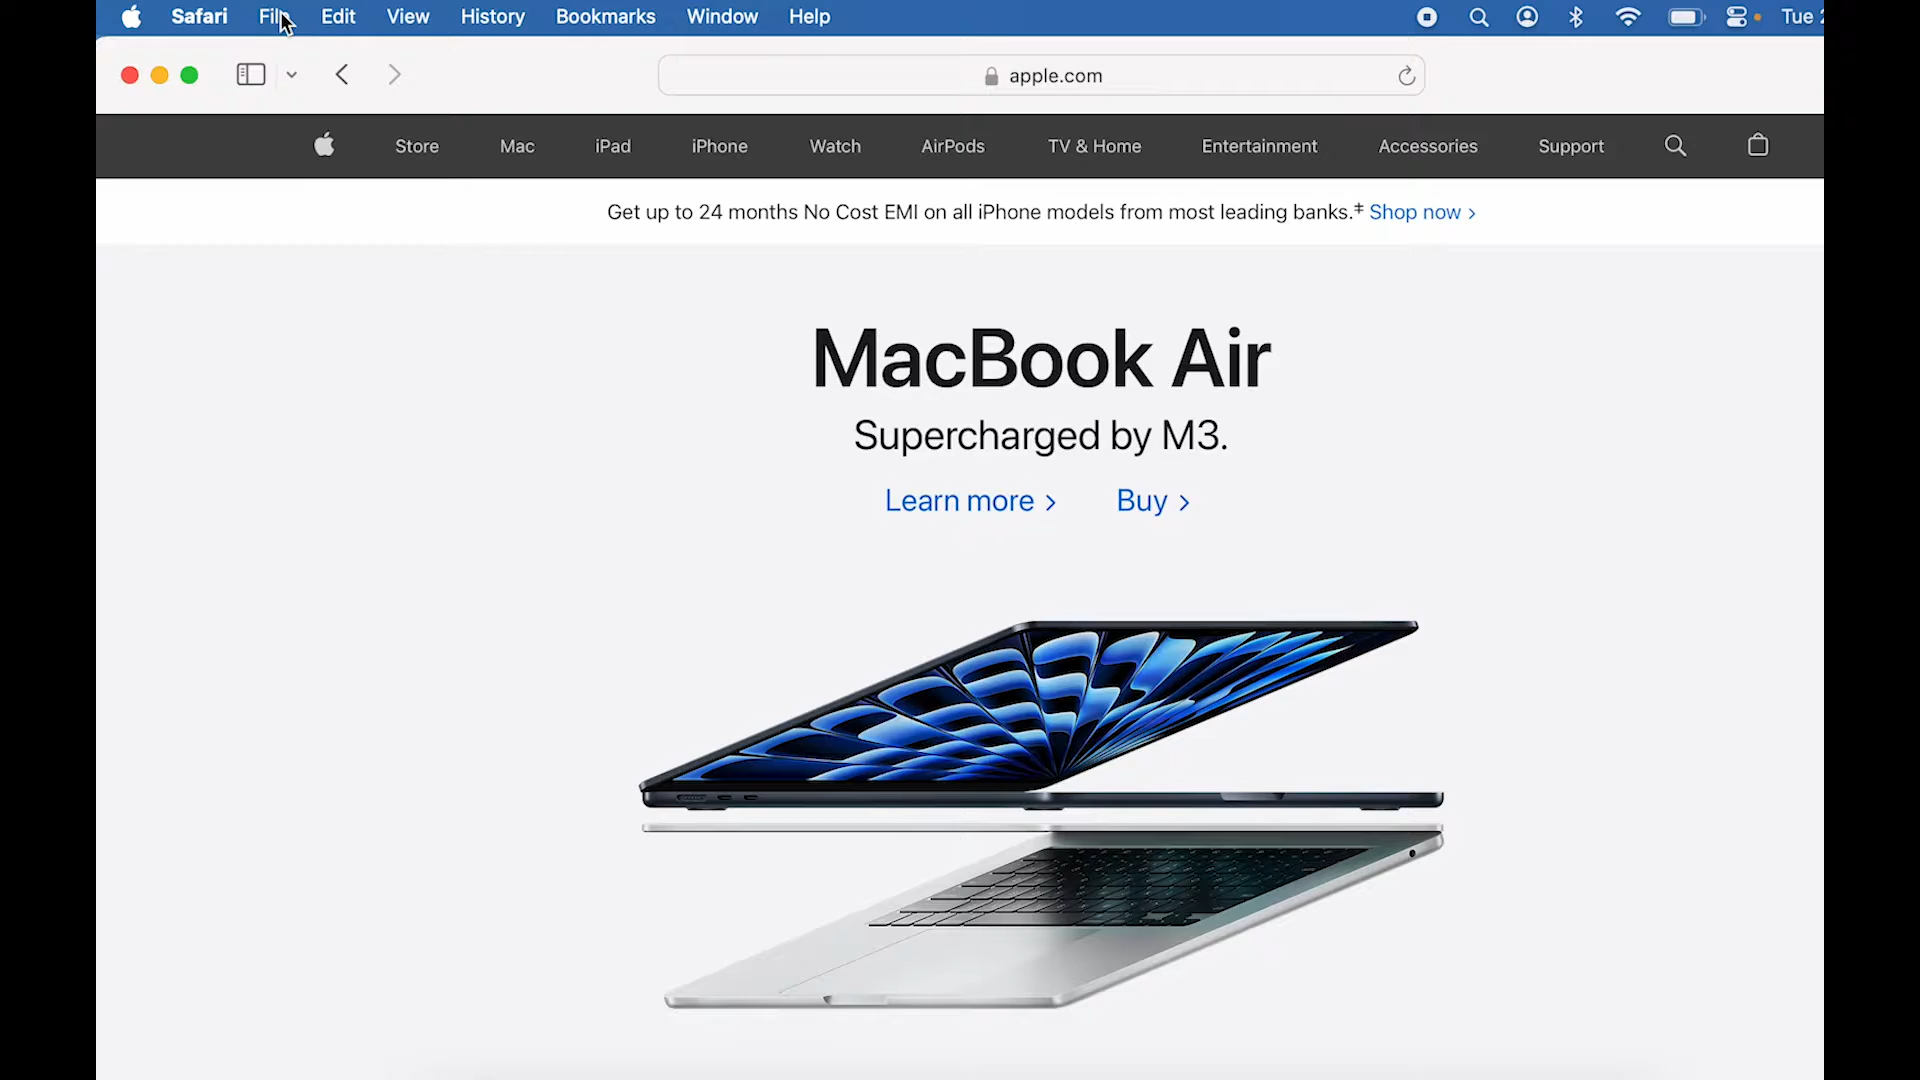 Safari File Edit View History Bookmarks Window Help Tue
apple.com
Store Mac iPad iPhone Watch AirPods TV & Home Entertainment Accessories Support
Get up to 24 months No Cost EMI on all iPhone models from most leading banks.‡ Shop now >
MacBook Air
Supercharged by M3.
Learn more > Buy >